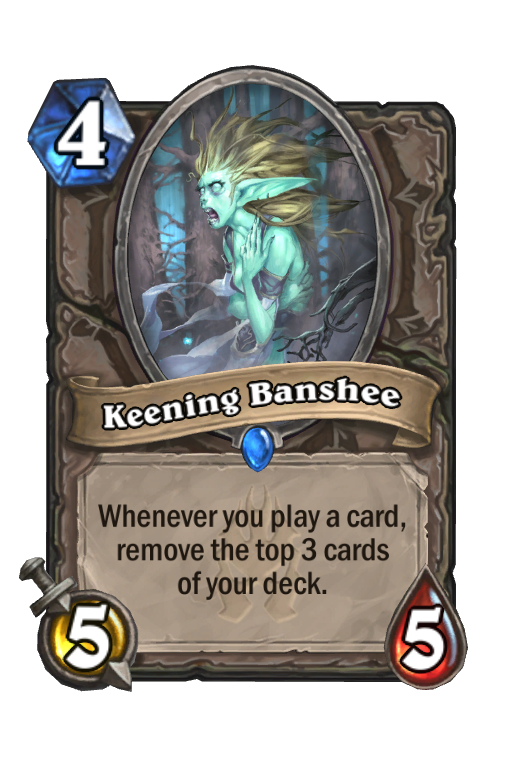 4
Keening Banshee
Whenever you play a card,
remove the top 3 cards
of your deck.
5
5